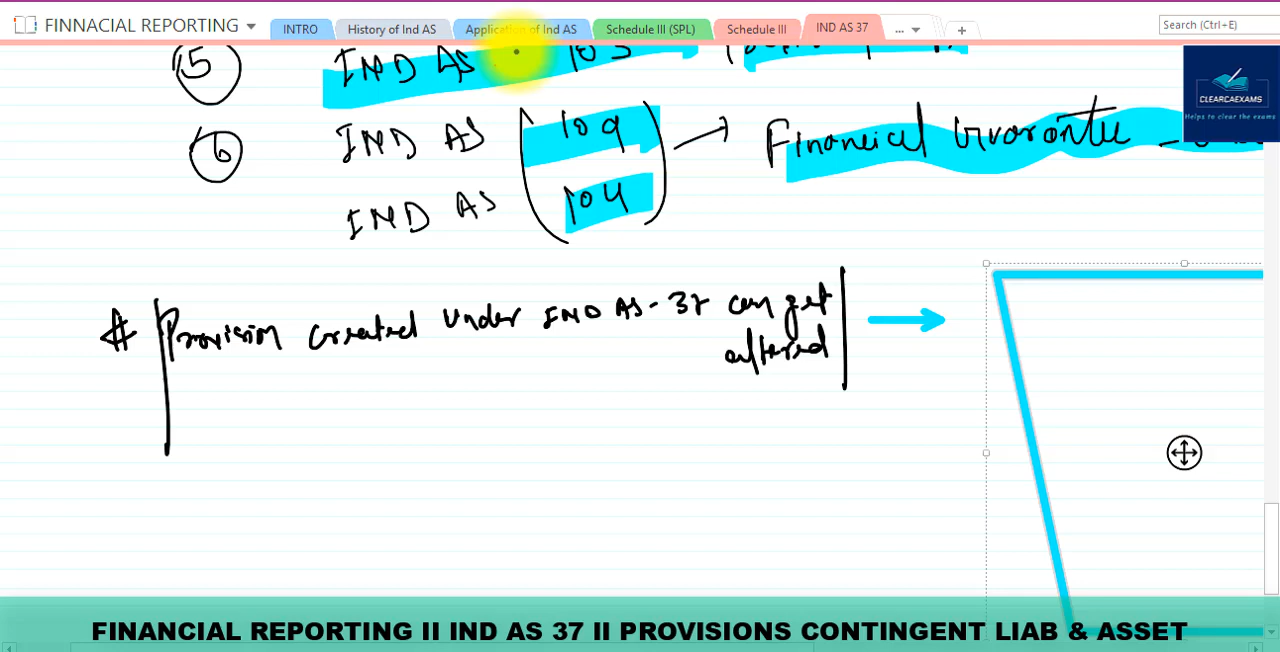 FINNACIAL REPORTING
INTRO
History of Ind AS
Application of Ind AS
Schedule III (SPL)
Schedule III
IND AS 37
...
+
Search (Ctrl+E)
CLEARCAEXAMS
Helps to clear the exams
5 IND AS 103
6 IND AS 109 → Financial Guarantee
IND AS 104
# Provision created under IND AS - 37 can get
altered
FINANCIAL REPORTING II IND AS 37 II PROVISIONS CONTINGENT LIAB & ASSET